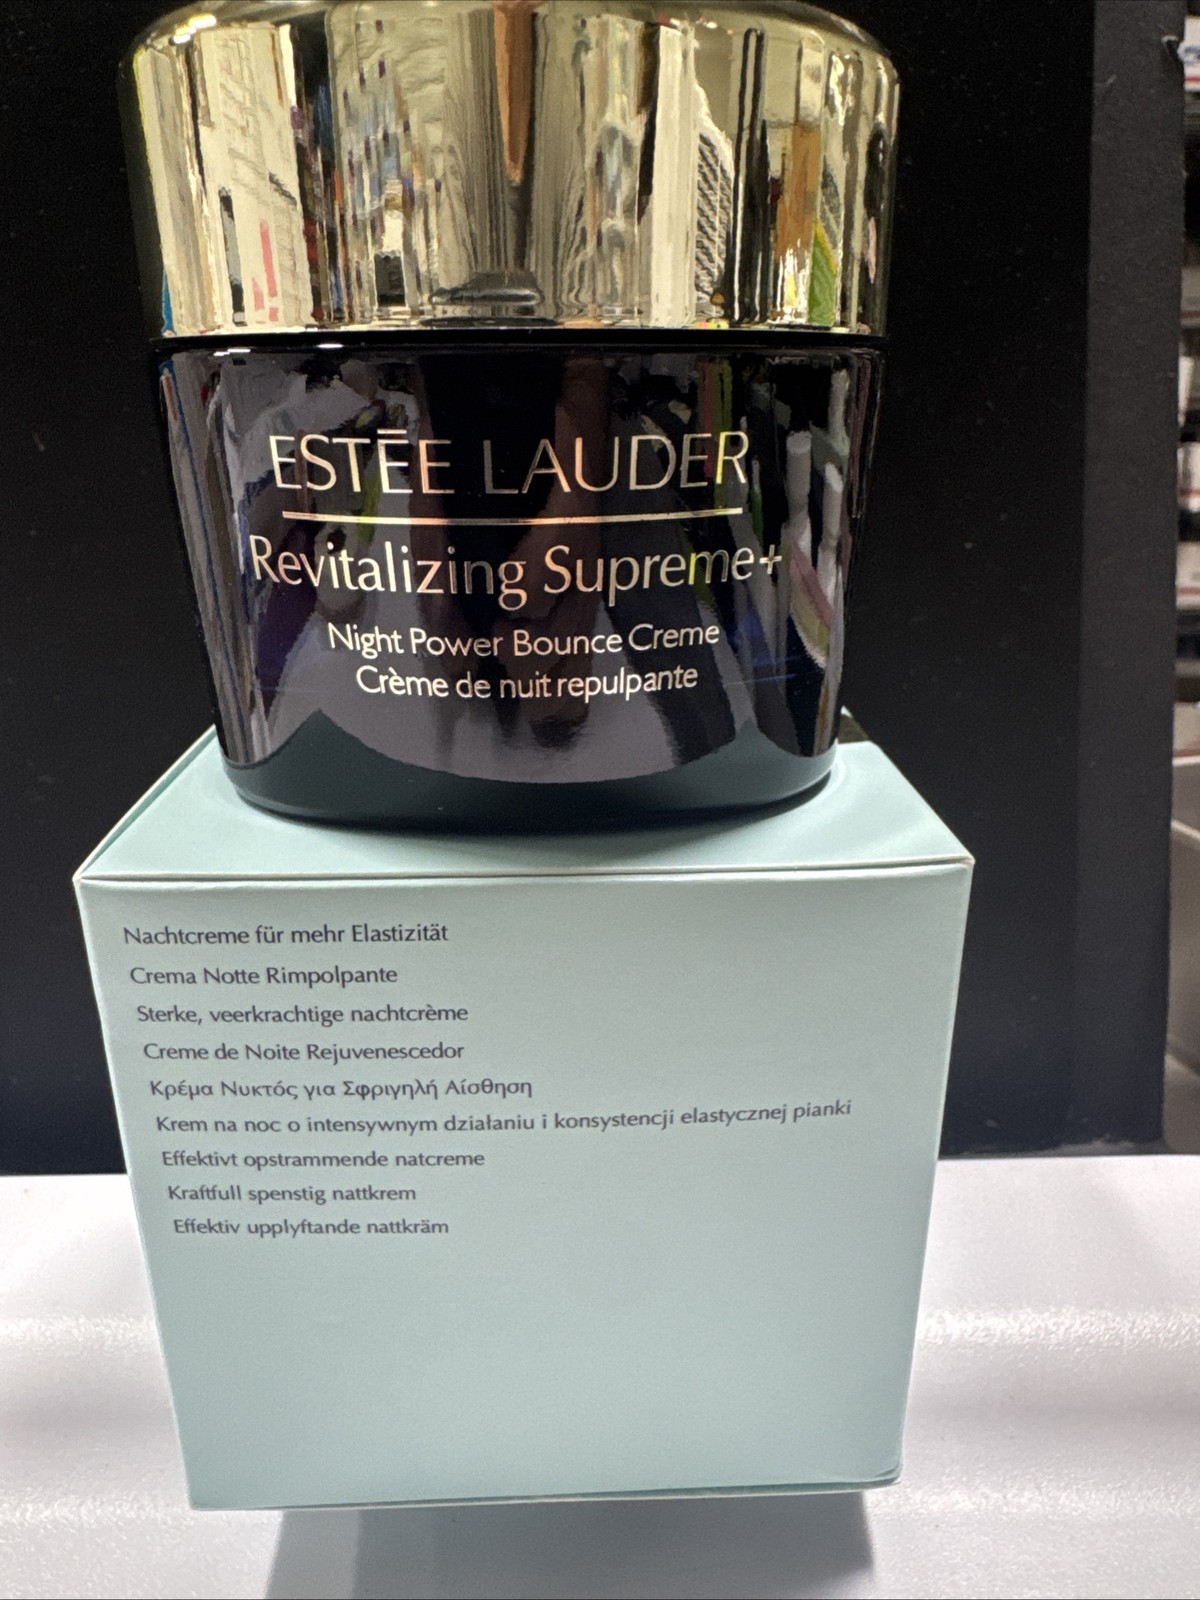 ESTĒE LAUDER
Revitalizing Supreme+
Night Power Bounce Creme
Crème de nuit repulpante
Nachtcreme für mehr Elastizität
Crema Notte Rimpolpante
Sterke, veerkrachtige nachtcrème
Creme de Noite Rejuvenescedor
Κρέμα Νυκτός για Σφριγηλή Αίσθηση
Krem na noc o intensywnym działaniu i konsystencji elastycznej pianki
Effektivt opstrammende natcreme
Kraftfull spenstig nattkrem
Effektiv upplyftande nattkräm